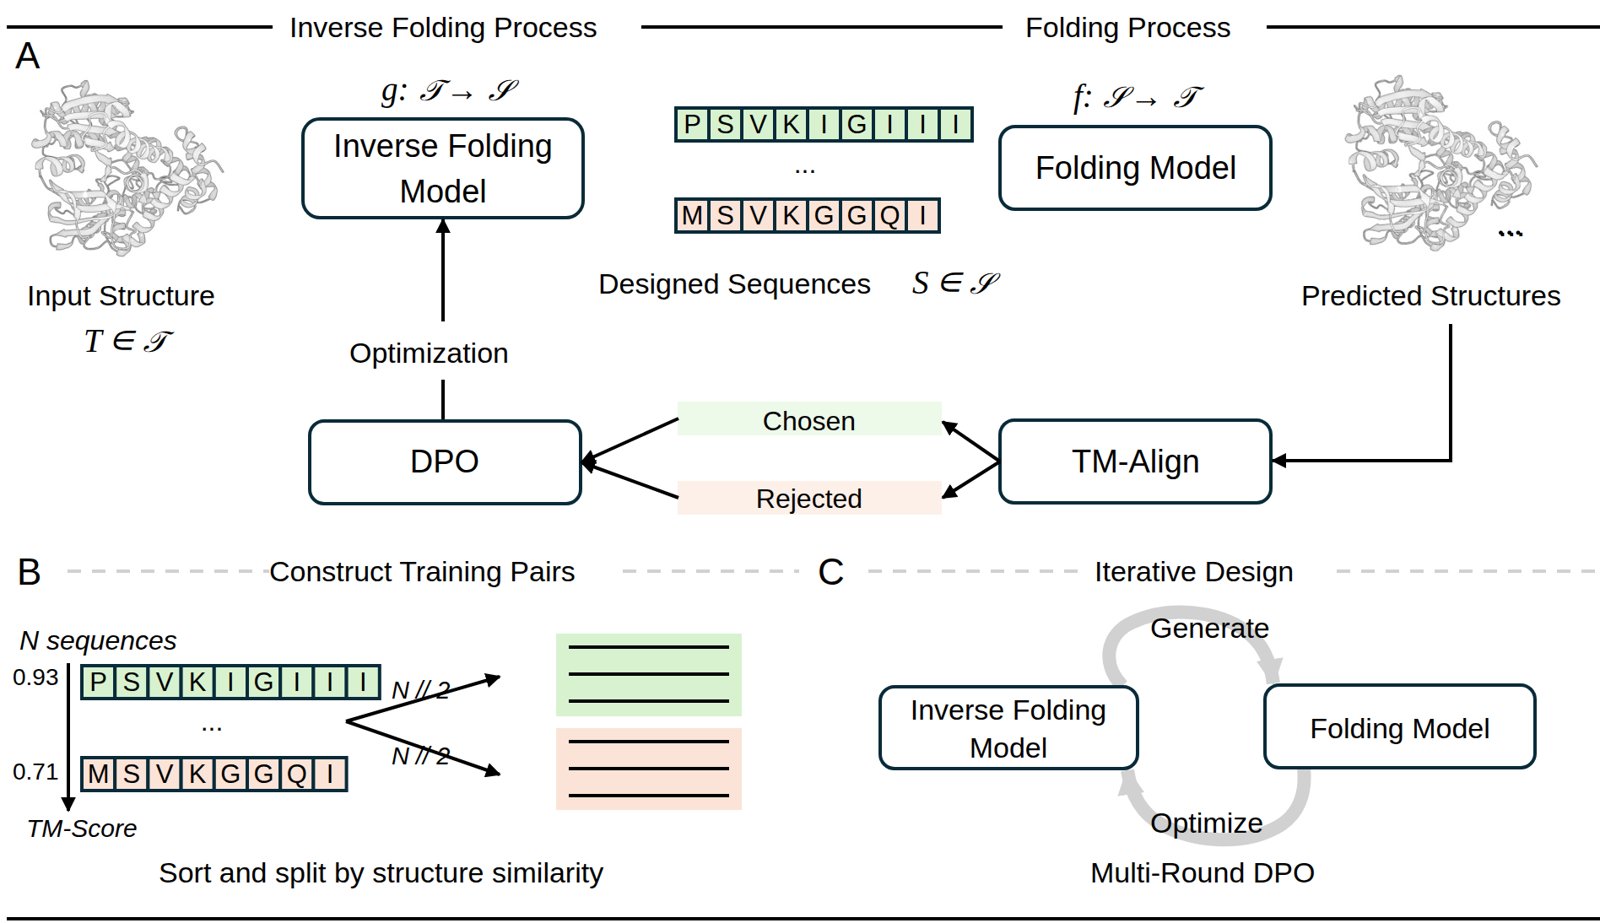 Inverse Folding Process
Folding Process
A
g: 𝒯 → 𝒮
Inverse Folding
Model
P S V K I G I I I
...
M S V K G G Q I
f: 𝒮 → 𝒯
Folding Model
...
Input Structure
T ∈ 𝒯
Designed Sequences S ∈ 𝒮
Predicted Structures
Optimization
DPO
Chosen
Rejected
TM-Align
B
Construct Training Pairs
N sequences
0.93
P S V K I G I I I
...
0.71
M S V K G G Q I
TM-Score
N // 2
N // 2
Sort and split by structure similarity
C
Iterative Design
Generate
Inverse Folding
Model
Folding Model
Optimize
Multi-Round DPO